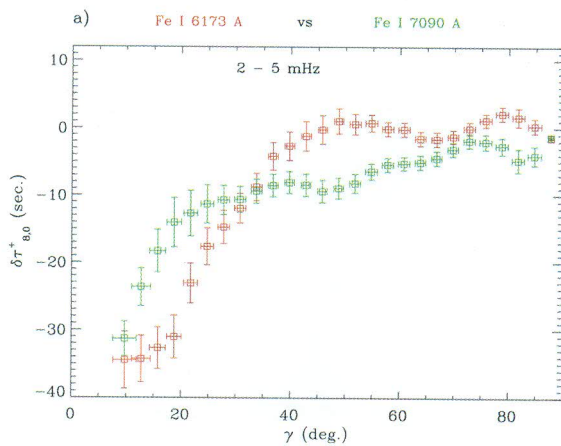 a) Fe I 6173 A vs Fe I 7090 A
2 – 5 mHz
10
0
−10
−20
−30
−40
δτ⁺8,0 (sec.)
0 20 40 60 80
γ (deg.)